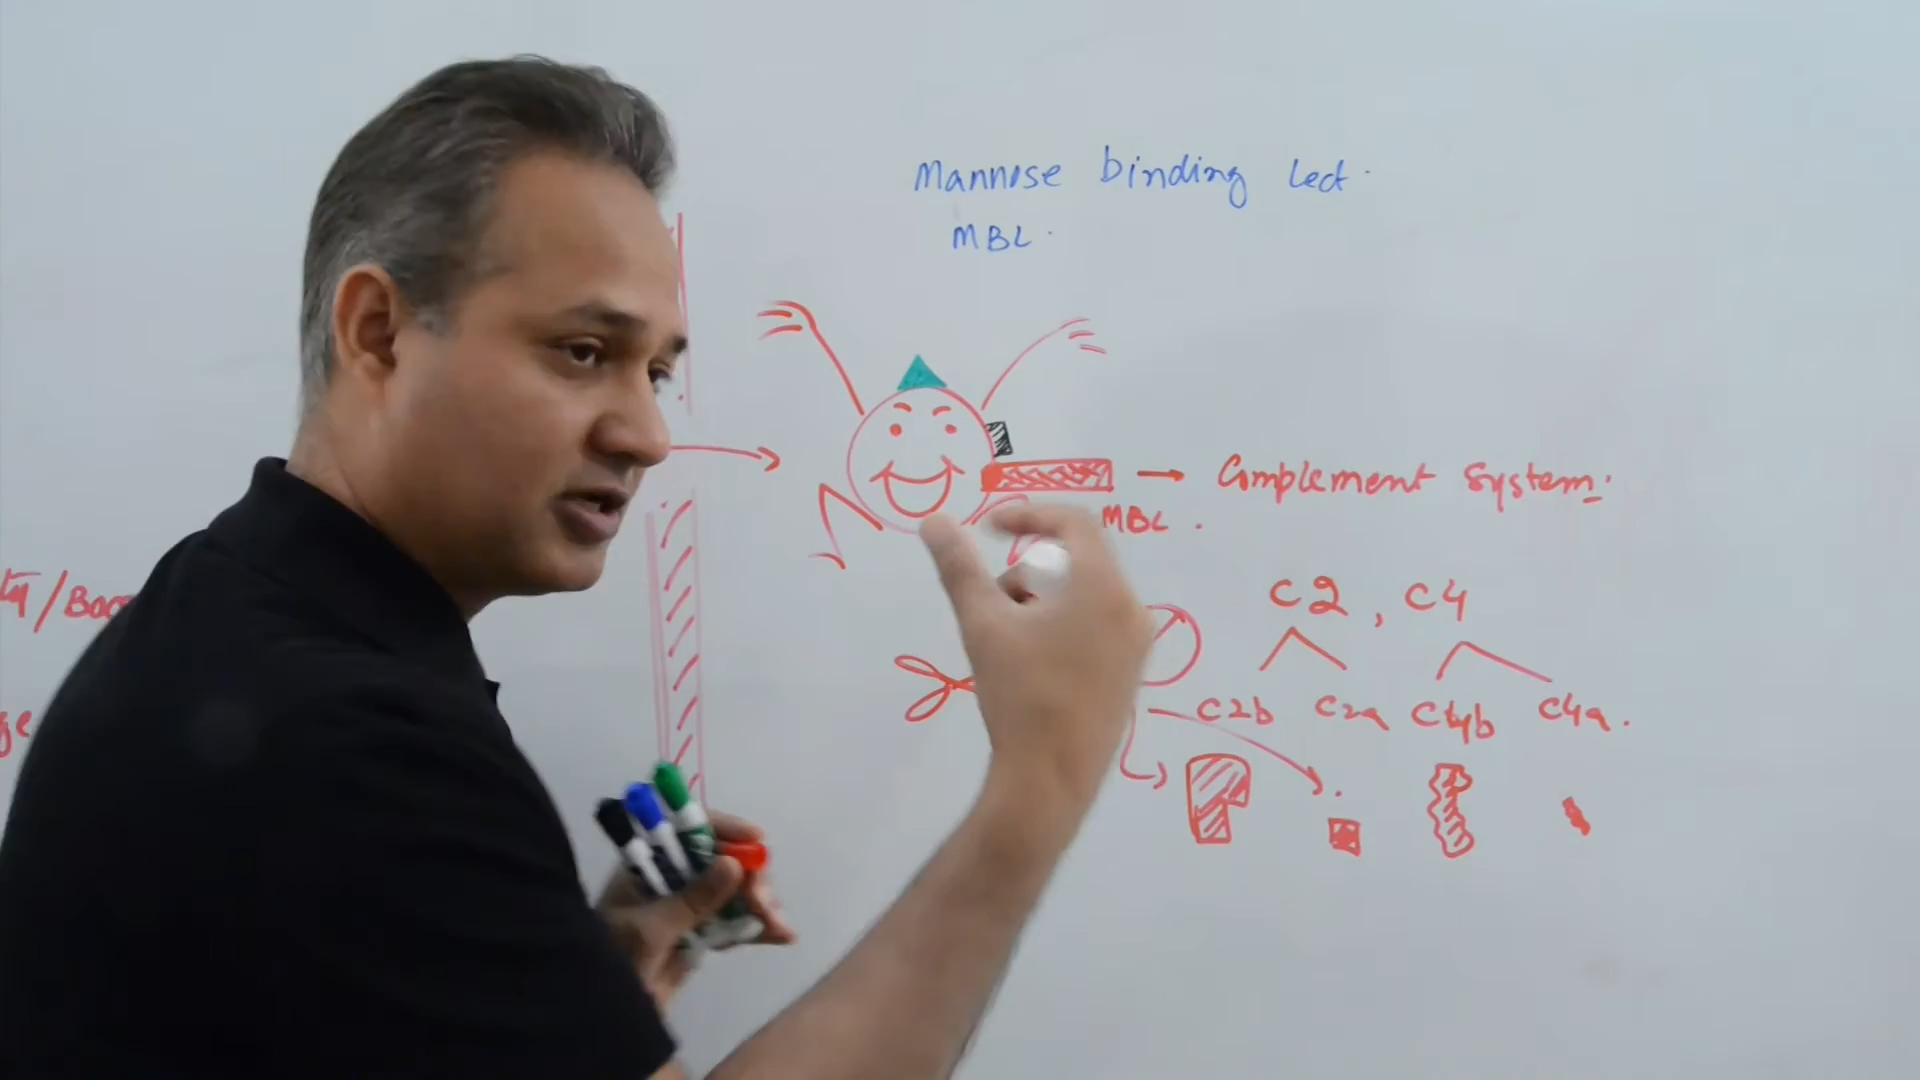 Mannose binding Lect.
MBL.
Complement System.
MBL.
C2, C4
C2b C2a C4b C4a.